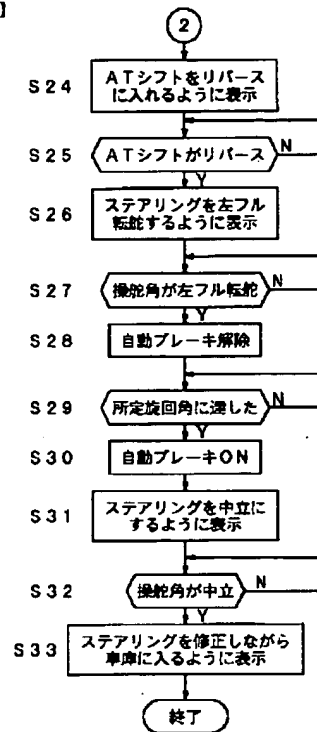 】
2
S24
ATシフトをリバース
に入れるように表示
S25
ATシフトがリバース
N
Y
S26
ステアリングを左フル
転舵するように表示
S27
操舵角が左フル転舵
N
Y
S28
自動ブレーキ解除
S29
所定旋回角に達した
N
Y
S30
自動ブレーキON
S31
ステアリングを中立に
するように表示
S32
操舵角が中立
N
Y
S33
ステアリングを修正しながら
車庫に入るように表示
終了